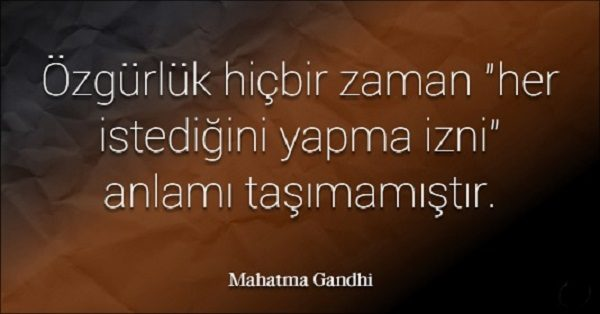 Özgürlük hiçbir zaman "her
istediğini yapma izni"
anlamı taşımamıştır.
Mahatma Gandhi